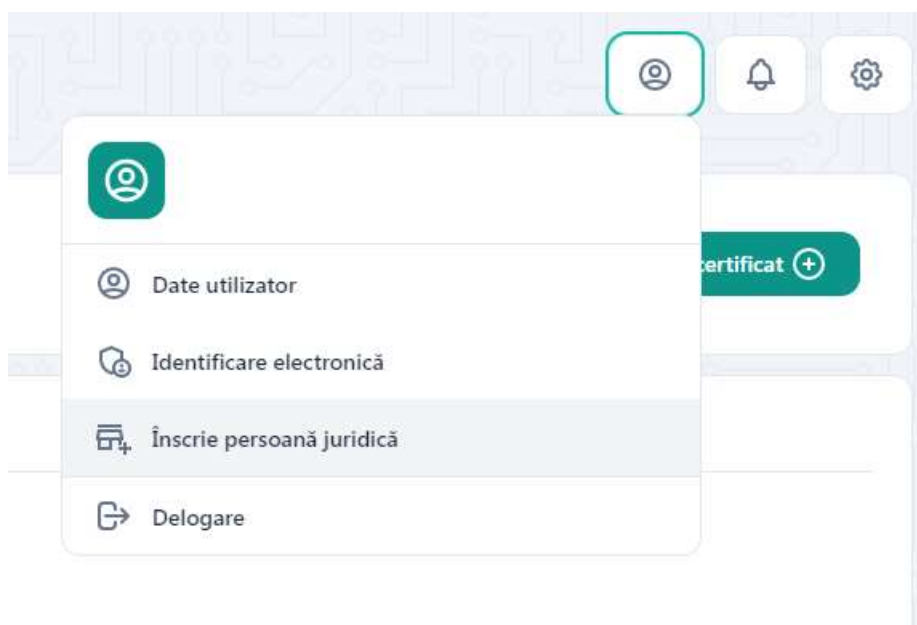 certificat
Date utilizator
Identificare electronică
Înscrie persoană juridică
Delogare